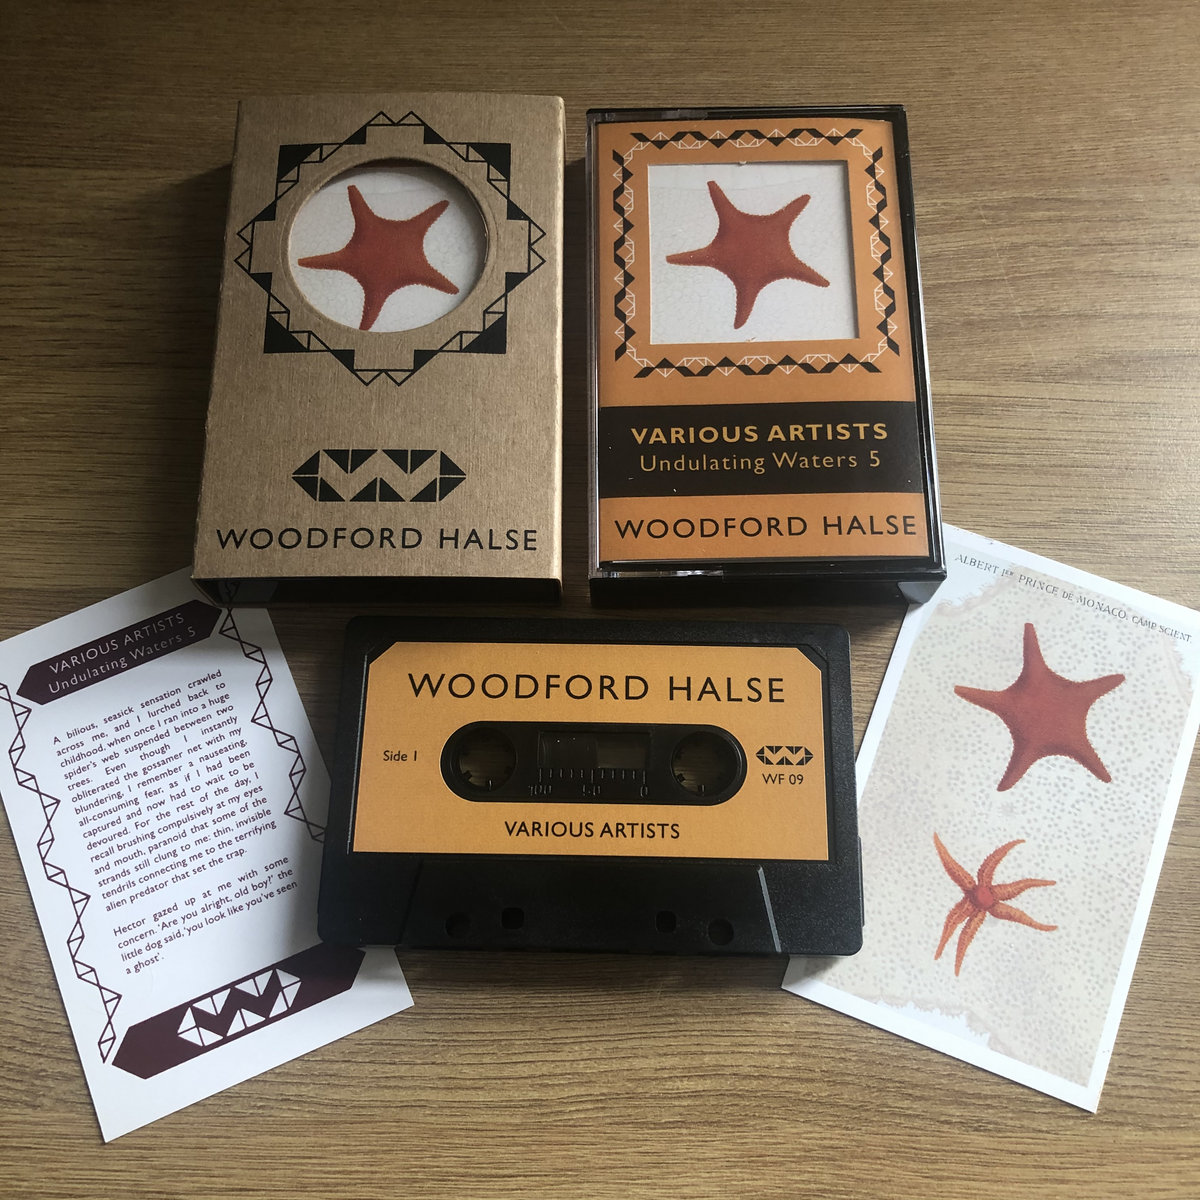 WOODFORD HALSE
VARIOUS ARTISTS
Undulating Waters 5
WOODFORD HALSE
VARIOUS ARTISTS
Undulating Waters 5
A bilious, seasick sensation crawled
across me, and I lurched back to
childhood, when once I ran into a huge
spider's web suspended between two
trees. Even though I instantly
obliterated the gossamer net with my
blundering, I remember a nauseating,
all-consuming fear, as if I had been
captured and now had to wait to be
devoured. For the rest of the day, I
recall brushing compulsively at my eyes
and mouth, paranoid that some of the
strands still clung to me: thin, invisible
tendrils connecting me to the terrifying
alien predator that set the trap.
Hector gazed up at me with some
concern. 'Are you alright, old boy?' the
little dog said, 'you look like you've seen
a ghost'.
WOODFORD HALSE
Side 1
100 50 0
WF 09
VARIOUS ARTISTS
ALBERT IER PRINCE DE MONACO. CAMP SCIENT